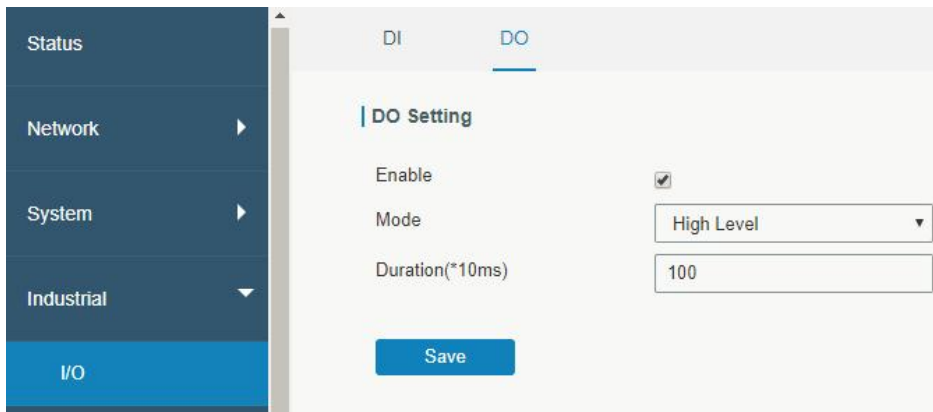 Status
Network
System
Industrial
I/O
DI DO
DO Setting
Enable
Mode High Level
Duration(*10ms) 100
Save